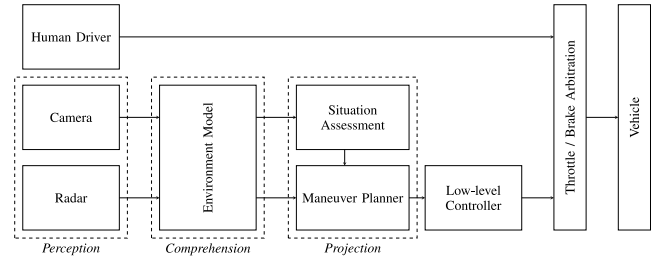 Human Driver
Camera
Radar
Environment Model
Situation
Assessment
Maneuver Planner
Low-level
Controller
Throttle / Brake Arbitration
Vehicle
Perception
Comprehension
Projection